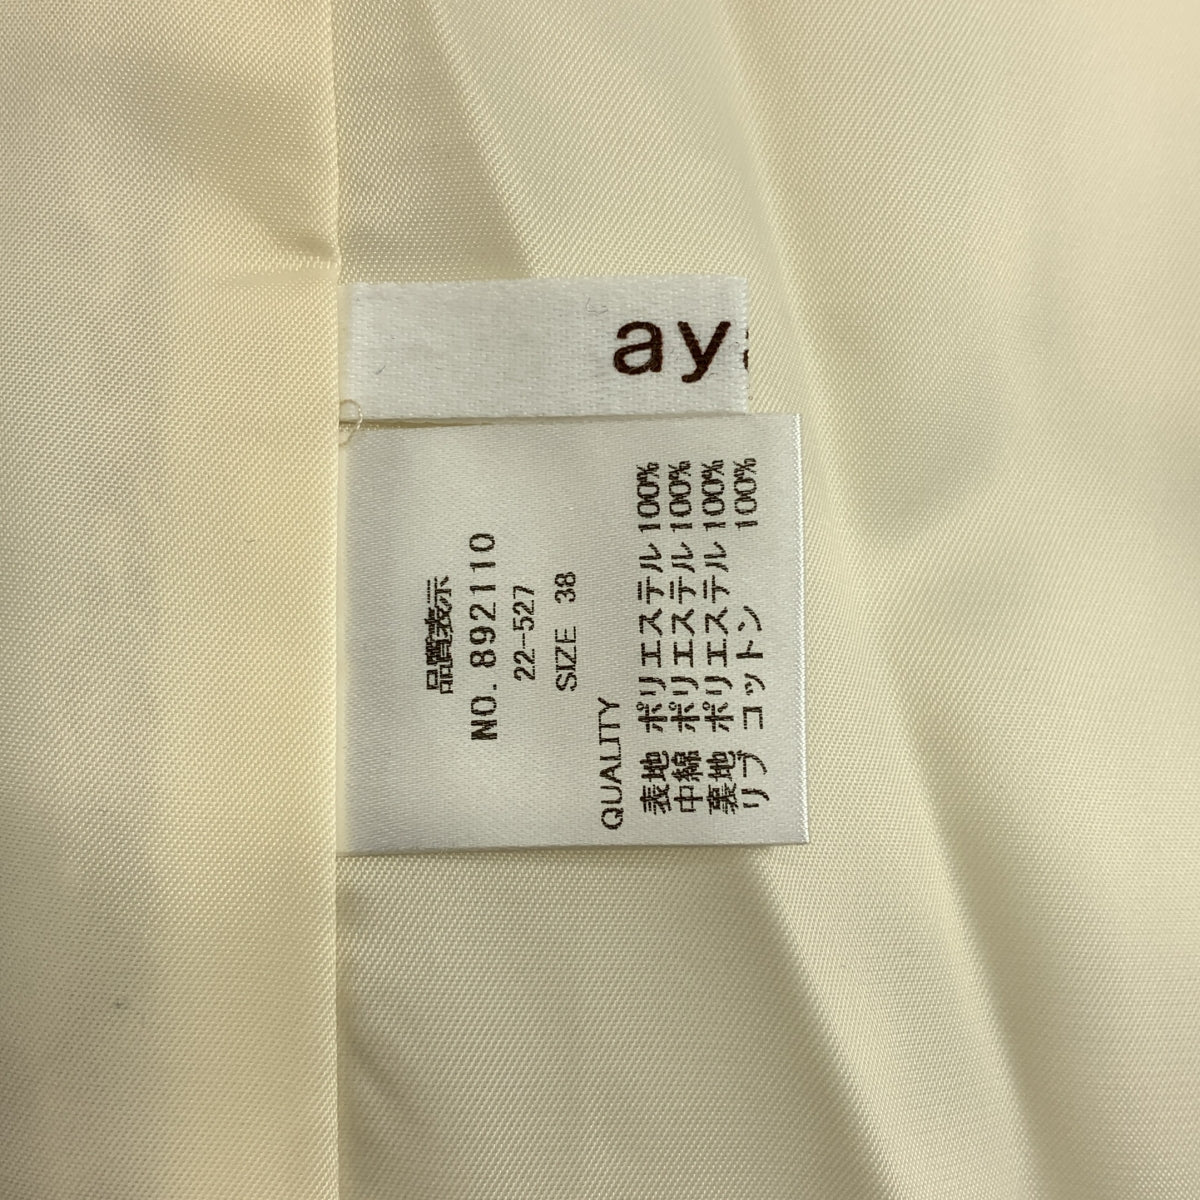 品質表示
NO. 892110
22-527
SIZE 38
QUALITY
表地 ポリエステル 100%
中綿 ポリエステル 100%
裏地 ポリエステル 100%
リブ コットン 100%